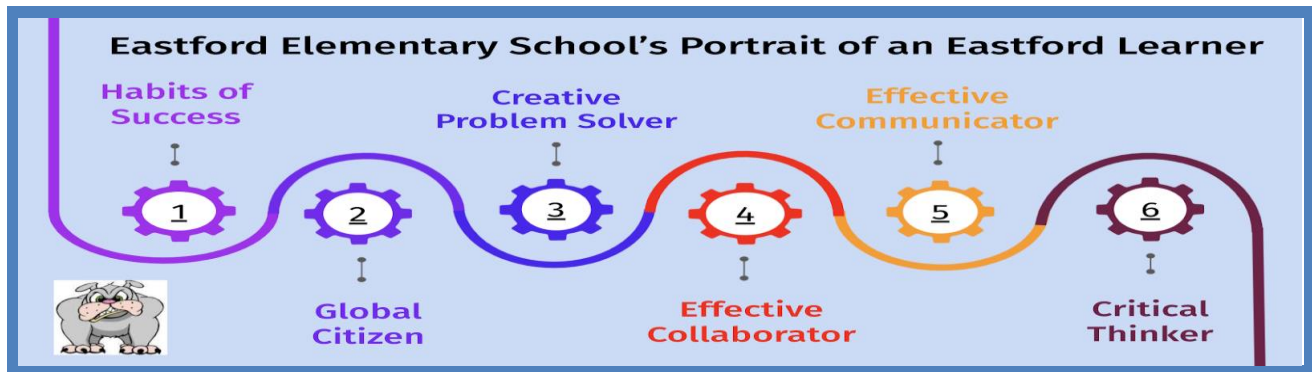 Eastford Elementary School's Portrait of an Eastford Learner
Habits of
Success
1
2
Global
Citizen
Creative
Problem Solver
3
4
Effective
Collaborator
Effective
Communicator
5
6
Critical
Thinker